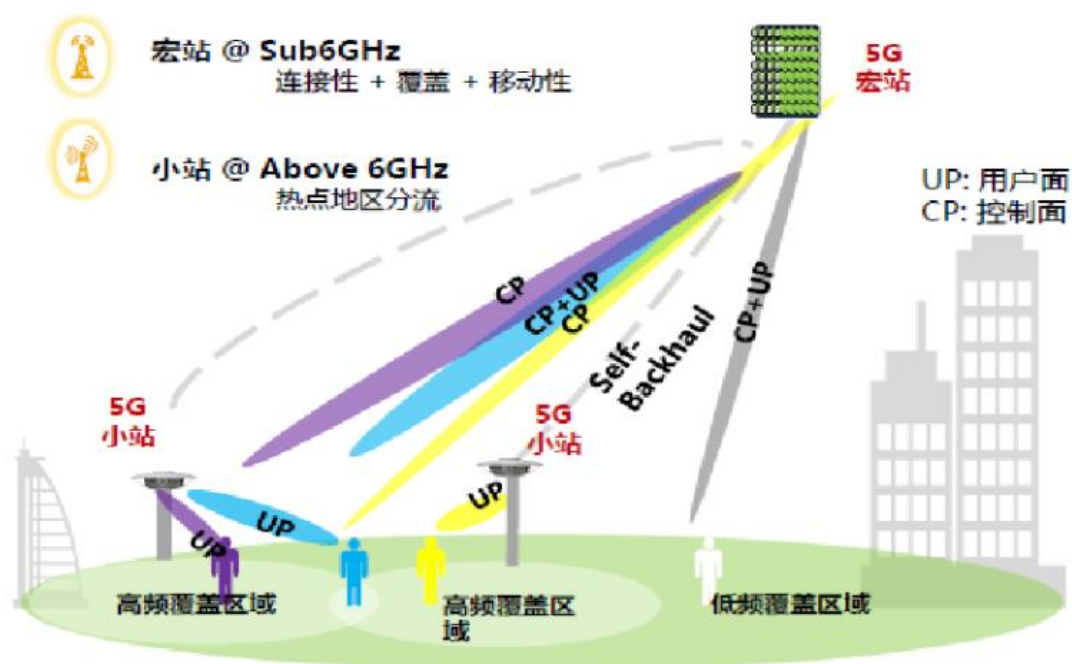 宏站 @ Sub6GHz
连接性 + 覆盖 + 移动性
小站 @ Above 6GHz
热点地区分流
5G
宏站
UP: 用户面
CP: 控制面
CP
CP+UP
CP
Self-
Backhaul
CP+UP
5G
小站
5G
小站
UP
UP
UP
高频覆盖区域
高频覆盖区
域
低频覆盖区域